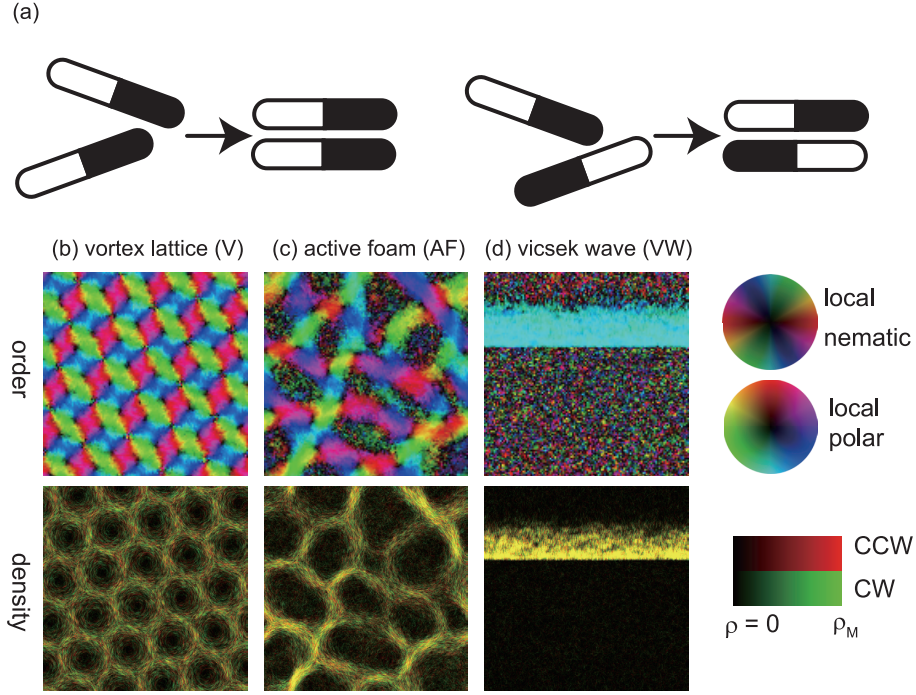 (a)
(b) vortex lattice (V)
(c) active foam (AF)
(d) vicsek wave (VW)
order
local
nematic
local
polar
density
CCW
CW
ρ = 0
ρM